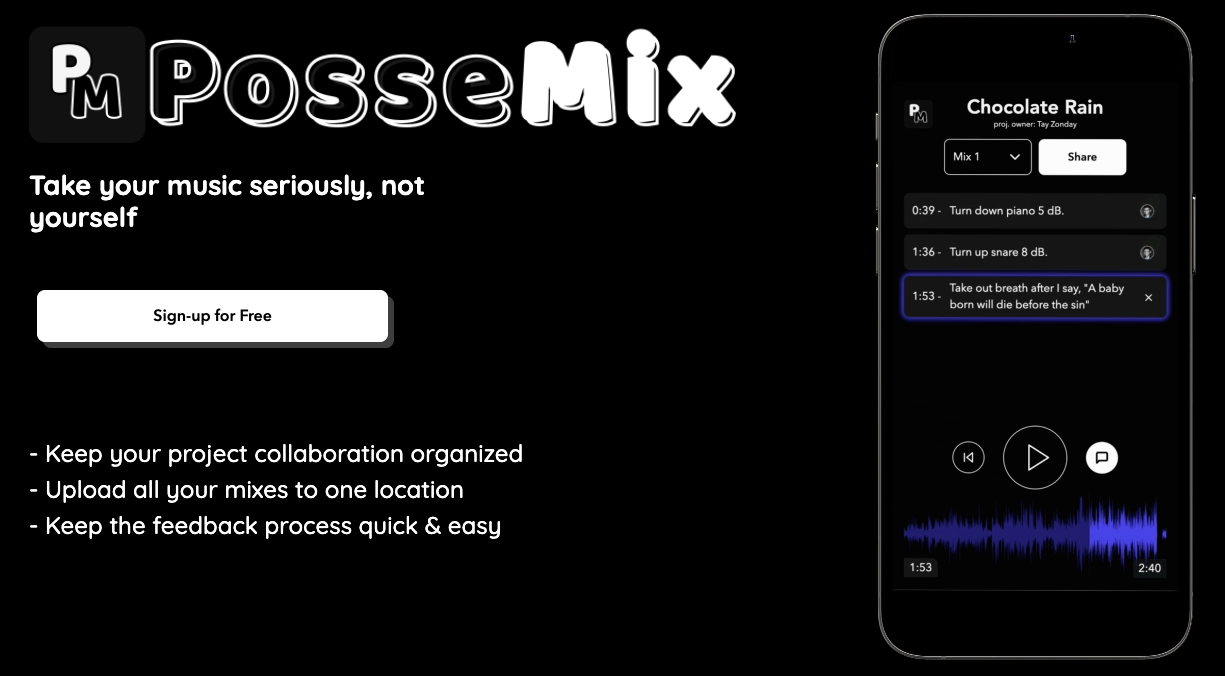 PM PosseMix
Take your music seriously, not
yourself
Sign-up for Free
- Keep your project collaboration organized
- Upload all your mixes to one location
- Keep the feedback process quick & easy
PM
Chocolate Rain
proj. owner: Tay Zonday
Mix 1
Share
0:39 - Turn down piano 5 dB.
1:36 - Turn up snare 8 dB.
1:53 - Take out breath after I say, "A baby
born will die before the sin"
1:53
2:40